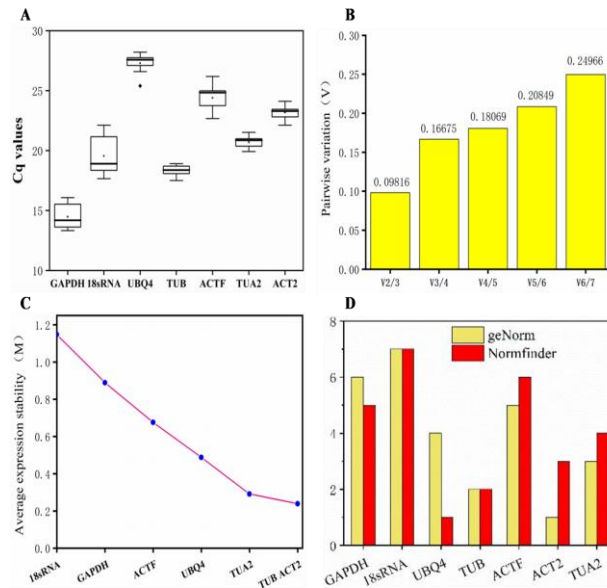 A
Cq values
30
25
20
15
10
GAPDH 18sRNA UBQ4 TUB ACTF TUA2 ACT2
B
Pairwise variation (V)
0.30
0.25
0.20
0.15
0.10
0.05
0.00
0.09816
0.16675
0.18069
0.20849
0.24966
V2/3 V3/4 V4/5 V5/6 V6/7
C
Average expression stability (M)
1.2
1.0
0.8
0.6
0.4
0.2
0.0
18sRNA GAPDH ACTF UBQ4 TUA2 TUB ACT2
D
geNorm
Normfinder
8
6
4
2
0
GAPDH 18sRNA UBQ4 TUB ACTF ACT2 TUA2